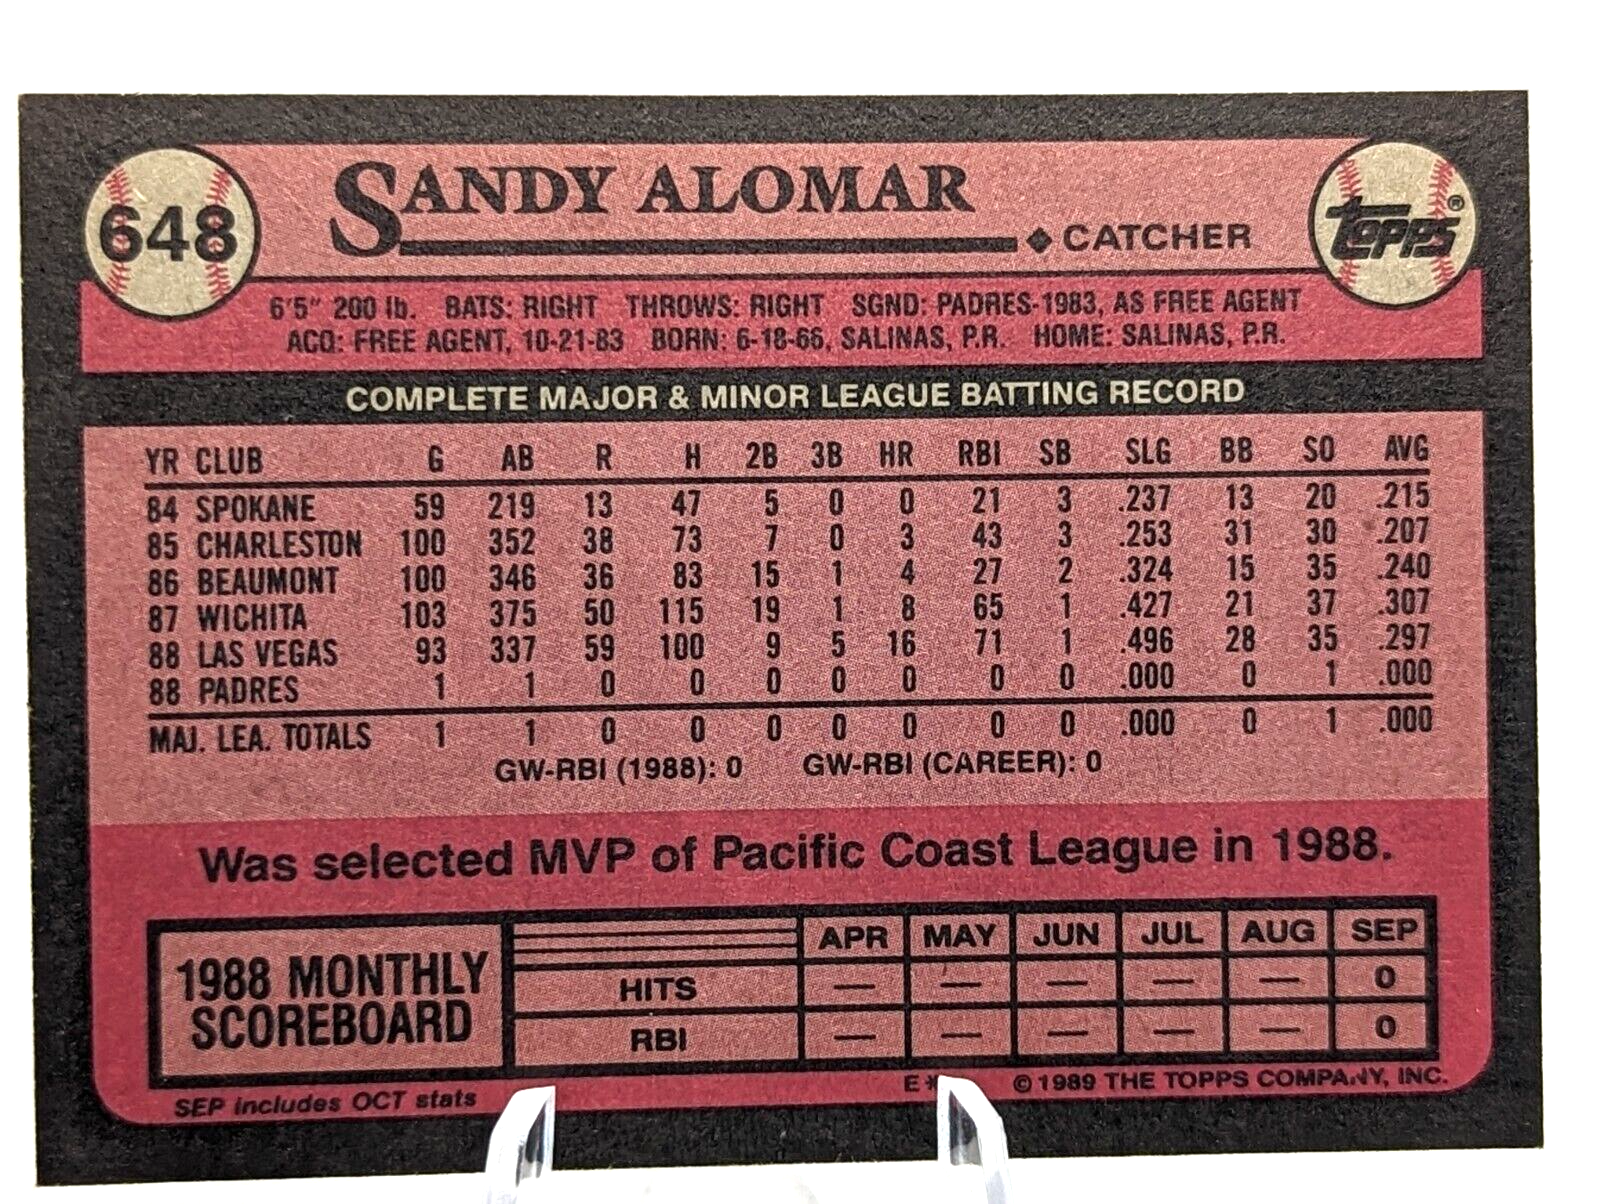 648
SANDY ALOMAR
◆ CATCHER
TOPPS®
6'5" 200 lb. BATS: RIGHT THROWS: RIGHT SGND: PADRES-1983, AS FREE AGENT
ACQ: FREE AGENT, 10-21-83 BORN: 6-18-66, SALINAS, P.R. HOME: SALINAS, P.R.
COMPLETE MAJOR & MINOR LEAGUE BATTING RECORD
YR CLUB G AB R H 2B 3B HR RBI SB SLG BB SO AVG
84 SPOKANE 59 219 13 47 5 0 0 21 3 .237 13 20 .215
85 CHARLESTON 100 352 38 73 7 0 3 43 3 .253 31 30 .207
86 BEAUMONT 100 346 36 83 15 1 4 27 2 .324 15 35 .240
87 WICHITA 103 375 50 115 19 1 8 65 1 .427 21 37 .307
88 LAS VEGAS 93 337 59 100 9 5 16 71 1 .496 28 35 .297
88 PADRES 1 1 0 0 0 0 0 0 0 .000 0 1 .000
MAJ. LEA. TOTALS 1 1 0 0 0 0 0 0 0 .000 0 1 .000
GW-RBI (1988): 0 GW-RBI (CAREER): 0
Was selected MVP of Pacific Coast League in 1988.
1988 MONTHLY
SCOREBOARD
APR MAY JUN JUL AUG SEP
HITS — — — — — 0
RBI — — — — — 0
SEP includes OCT stats
E* © 1989 THE TOPPS COMPANY, INC.